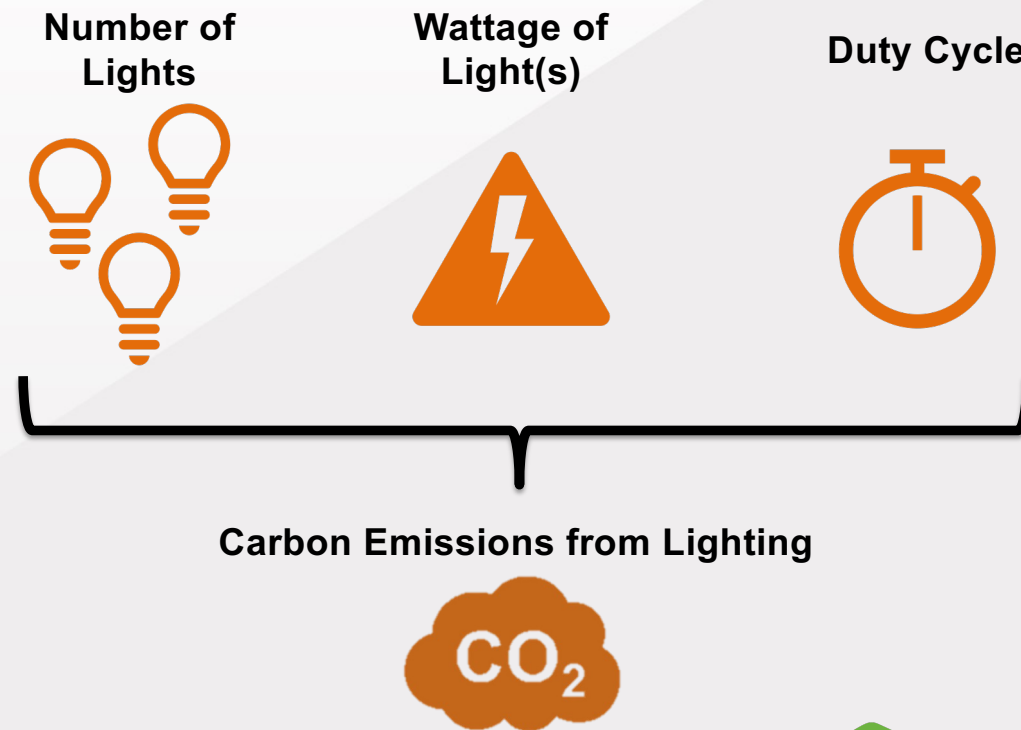 Number of
Lights
Wattage of
Light(s)
Duty Cycle
Carbon Emissions from Lighting
CO₂